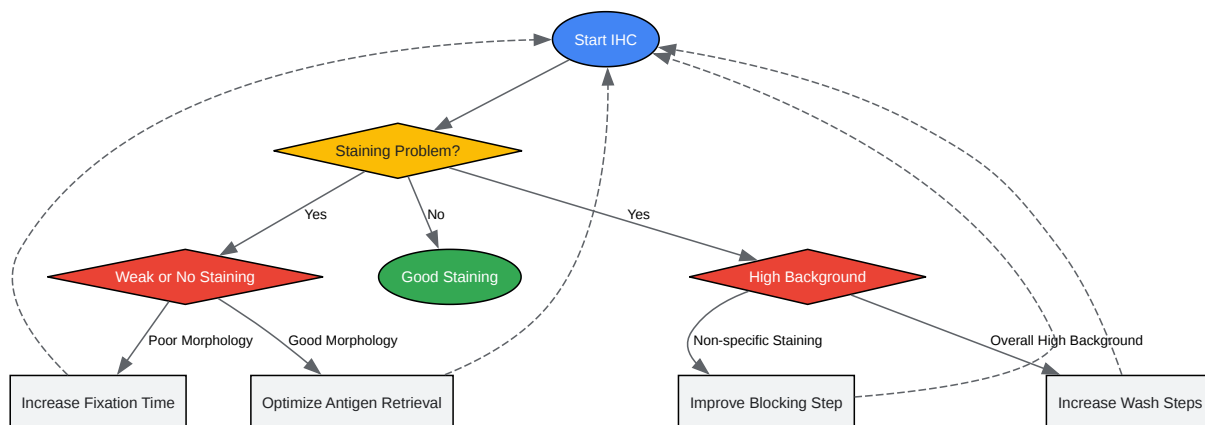 Start IHC
Staining Problem?
Yes
No
Yes
Weak or No Staining
Good Staining
High Background
Poor Morphology
Good Morphology
Non-specific Staining
Overall High Background
Increase Fixation Time
Optimize Antigen Retrieval
Improve Blocking Step
Increase Wash Steps